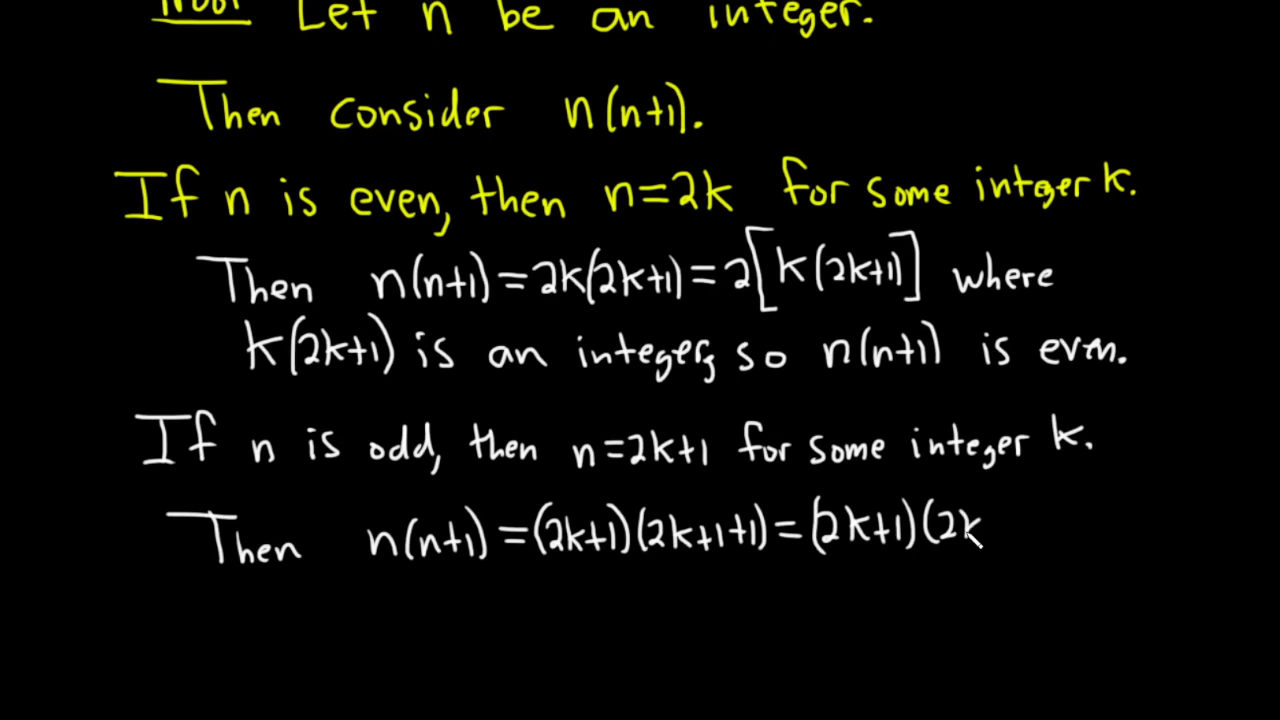 Proof Let n be an integer.
Then consider n(n+1).
If n is even, then n=2k for some integer k.
Then n(n+1)=2k(2k+1)=2[k(2k+1)] where
k(2k+1) is an integer, so n(n+1) is even.
If n is odd, then n=2k+1 for some integer k.
Then n(n+1)=(2k+1)(2k+1+1)=(2k+1)(2k